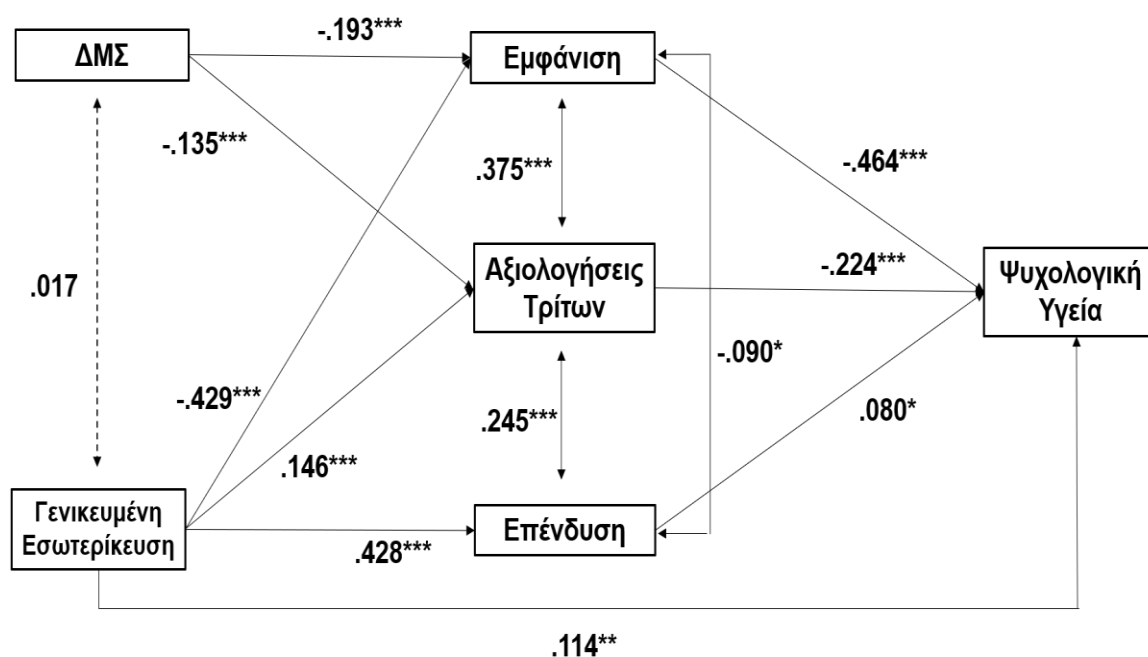 -.193***
ΔΜΣ
Εμφάνιση
-.135***
.375***
-.464***
.017
Αξιολογήσεις
Τρίτων
-.224***
Ψυχολογική
Υγεία
-.090*
-.429***
.245***
.080*
.146***
Γενικευμένη
Εσωτερίκευση
.428***
Επένδυση
.114**